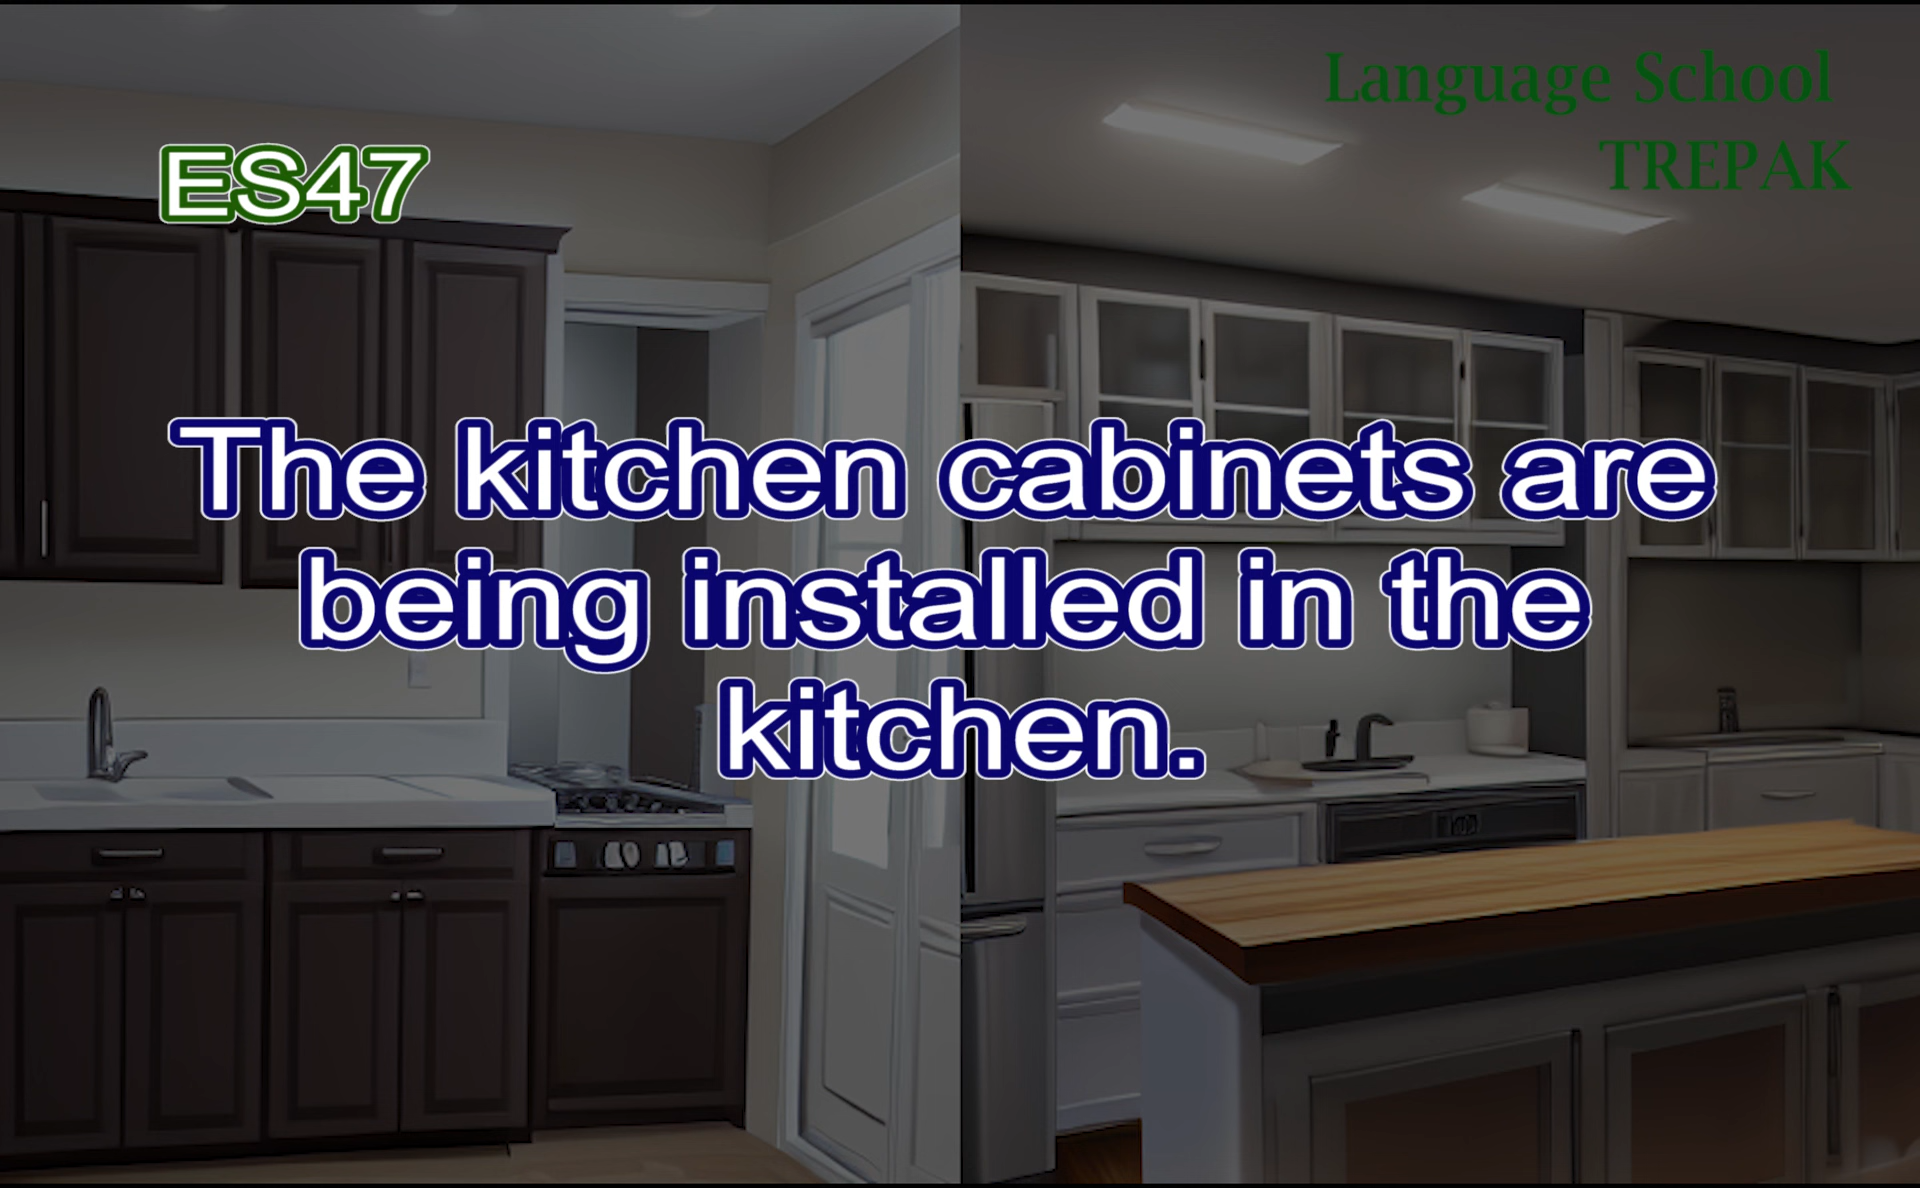 Language School
TREPAK
ES47
The kitchen cabinets are
being installed in the
kitchen.